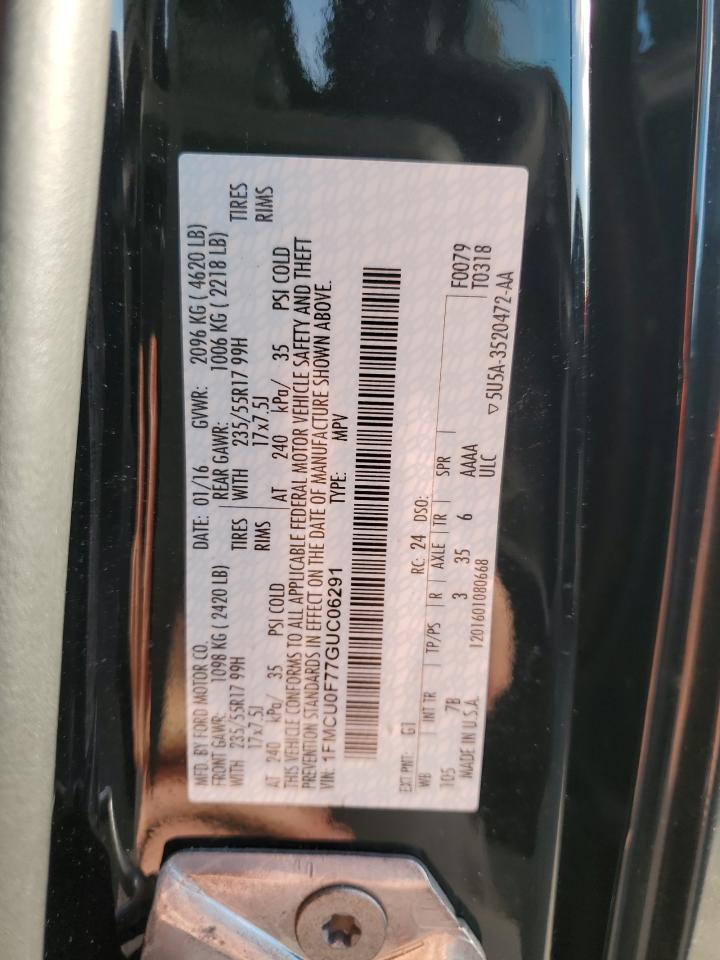 MFD. BY FORD MOTOR CO. DATE: 01/16 GVWR: 2096 KG ( 4620 LB)
FRONT GAWR: 1098 KG ( 2420 LB) REAR GAWR: 1006 KG ( 2218 LB)
WITH 235/55R17 99H TIRES WITH 235/55R17 99H TIRES
17x7.5J RIMS 17x7.5J RIMS
AT 240 kPa/ 35 PSI COLD AT 240 kPa/ 35 PSI COLD
THIS VEHICLE CONFORMS TO ALL APPLICABLE FEDERAL MOTOR VEHICLE SAFETY AND THEFT
PREVENTION STANDARDS IN EFFECT ON THE DATE OF MANUFACTURE SHOWN ABOVE.
VIN: 1FMCU0F77GUC06291 TYPE: MPV
EXT PNT: G1 RC: 24 DSO: F0079
WB INT TR TP/PS R AXLE TR SPR T0318
105 7B 3 35 6 AAAA ▽5U5A-3520472-AA
MADE IN U.S.A. 1201601080668 ULC